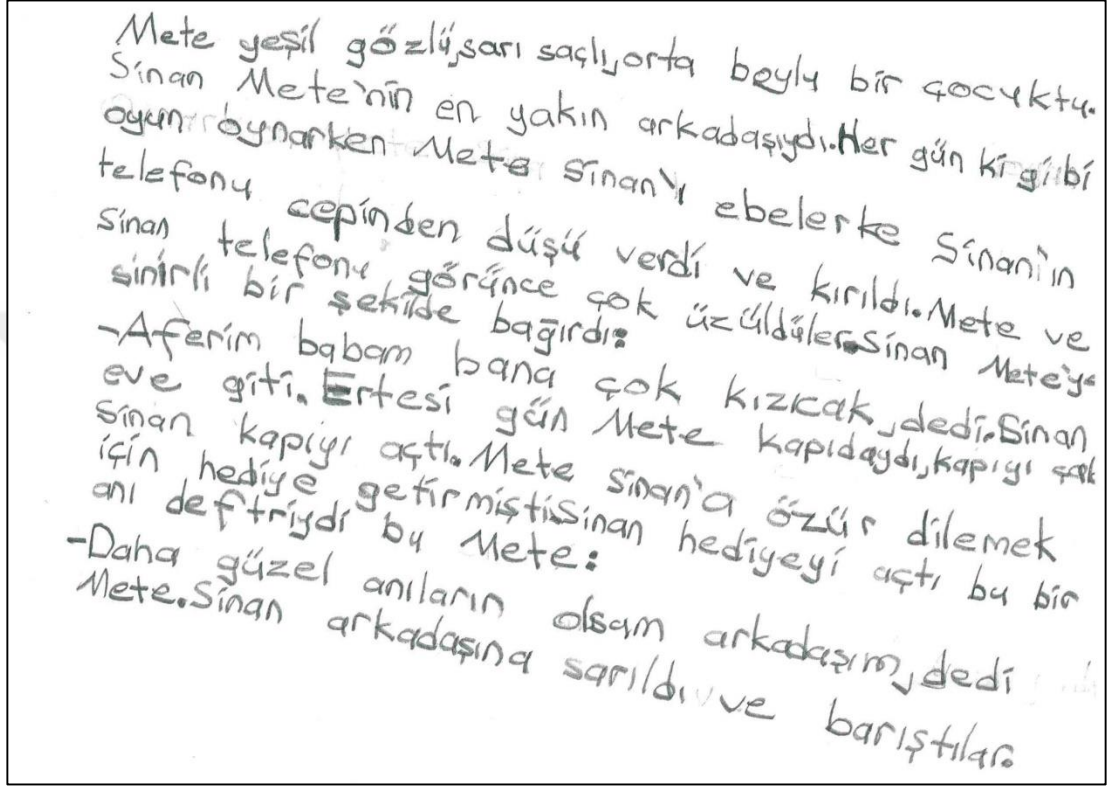 Mete yeşil gözlü,sarı saçlı,orta boylu bir çocuktu.
Sinan Mete'nin en yakın arkadaşıydı.Her gün ki gibi
oyun oynarken Mete Sinan'ı ebelerke Sinani'ın
telefonu cepinden düşü verdi ve kırıldı.Mete ve
Sinan telefonu görünce çok üzüldüler.Sinan Mete'ye
sinirli bir şekilde bağırdı:
-Aferim babam bana çok kızıcak,dedi.Sinan
eve giti.Ertesi gün Mete kapıdaydı,kapıyı çal
Sinan kapiyı açtı.Mete Sinan'a özür dilemek
için hediye getirmişti.Sinan hediyeyi açtı bu bir
anı deftriydi bu Mete:
-Daha güzel anıların olsam arkadaşım,dedi
Mete.Sinan arkadaşına sarıldı ve barıştılar.